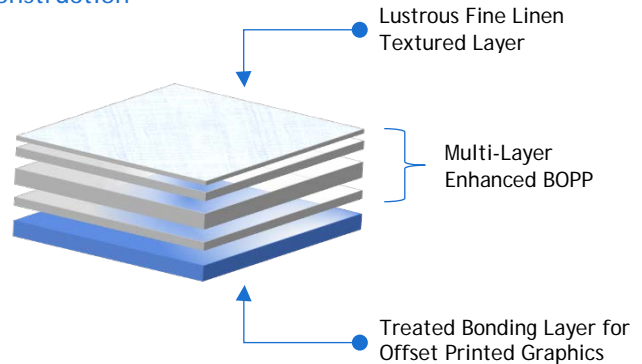 Lustrous Fine Linen
Textured Layer
Multi-Layer
Enhanced BOPP
Treated Bonding Layer for
Offset Printed Graphics